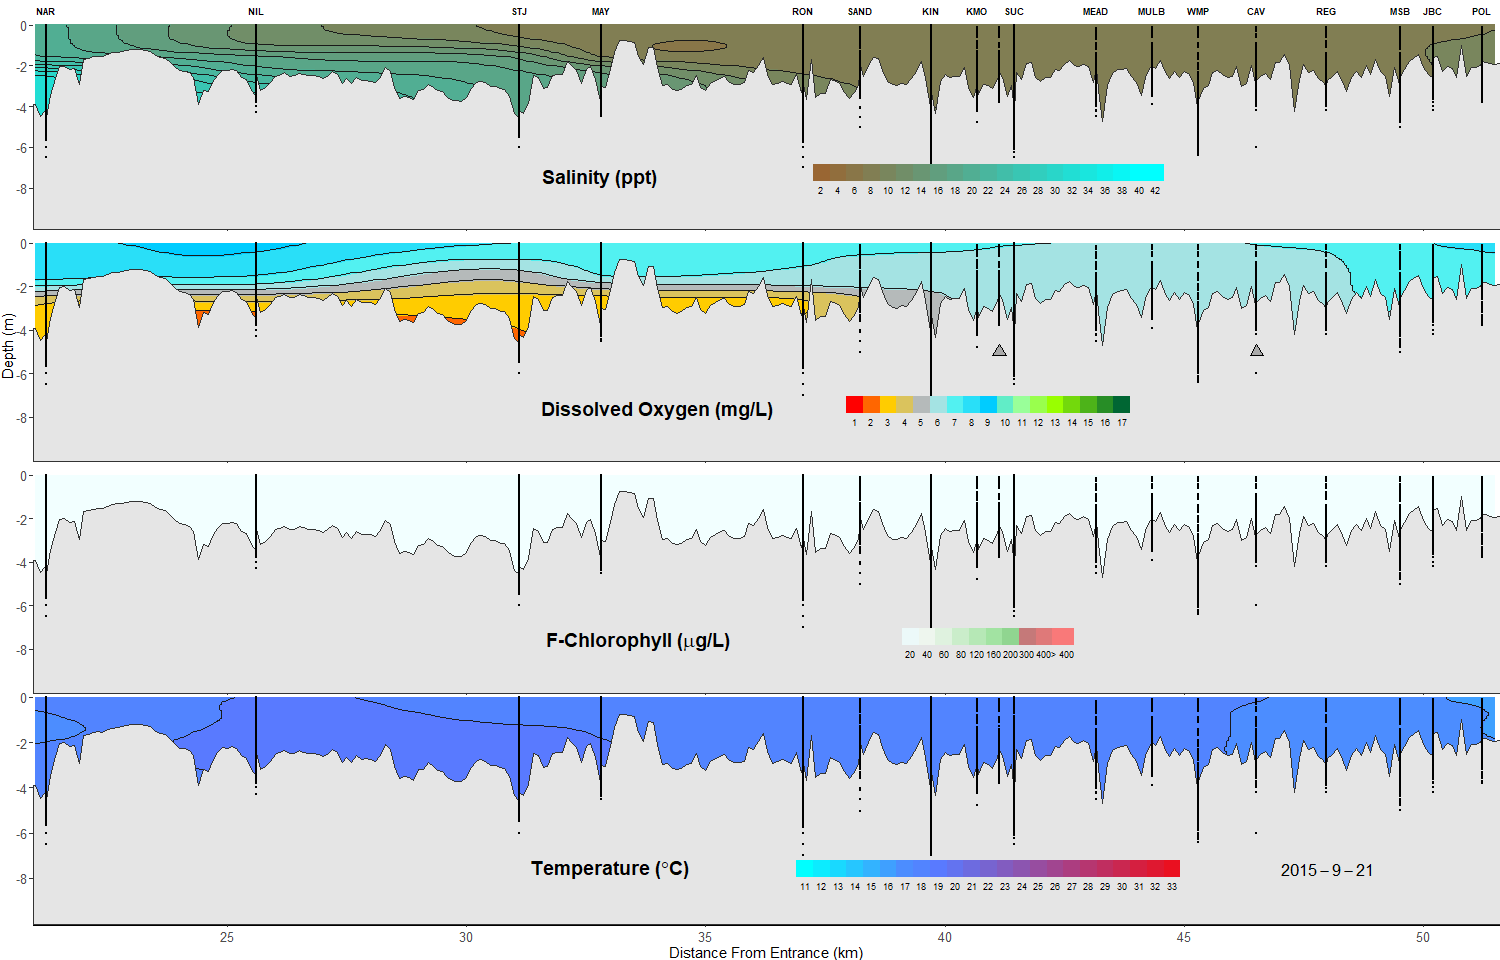 NAR NIL STJ MAY RON SAND KIN KMO SUC MEAD MULB WMP CAV REG MSB JBC POL
0
-2
-4
-6
-8
Salinity (ppt)
2 4 6 8 10 12 14 16 18 20 22 24 26 28 30 32 34 36 38 40 42
0
-2
-4
-6
-8
Dissolved Oxygen (mg/L)
1 2 3 4 5 6 7 8 9 10 11 12 13 14 15 16 17
Depth (m)
0
-2
-4
-6
-8
F-Chlorophyll (μg/L)
20 40 60 80 120 160 200 300 400 > 400
0
-2
-4
-6
-8
Temperature (°C)
11 12 13 14 15 16 17 18 19 20 21 22 23 24 25 26 27 28 29 30 31 32 33
2015-9-21
25 30 35 40 45 50
Distance From Entrance (km)